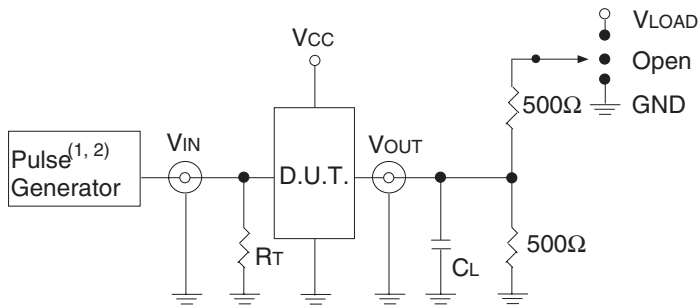 VLOAD
VCC
Open
500Ω
GND
Pulse(1, 2)
Generator
VIN
VOUT
D.U.T.
RT
CL
500Ω